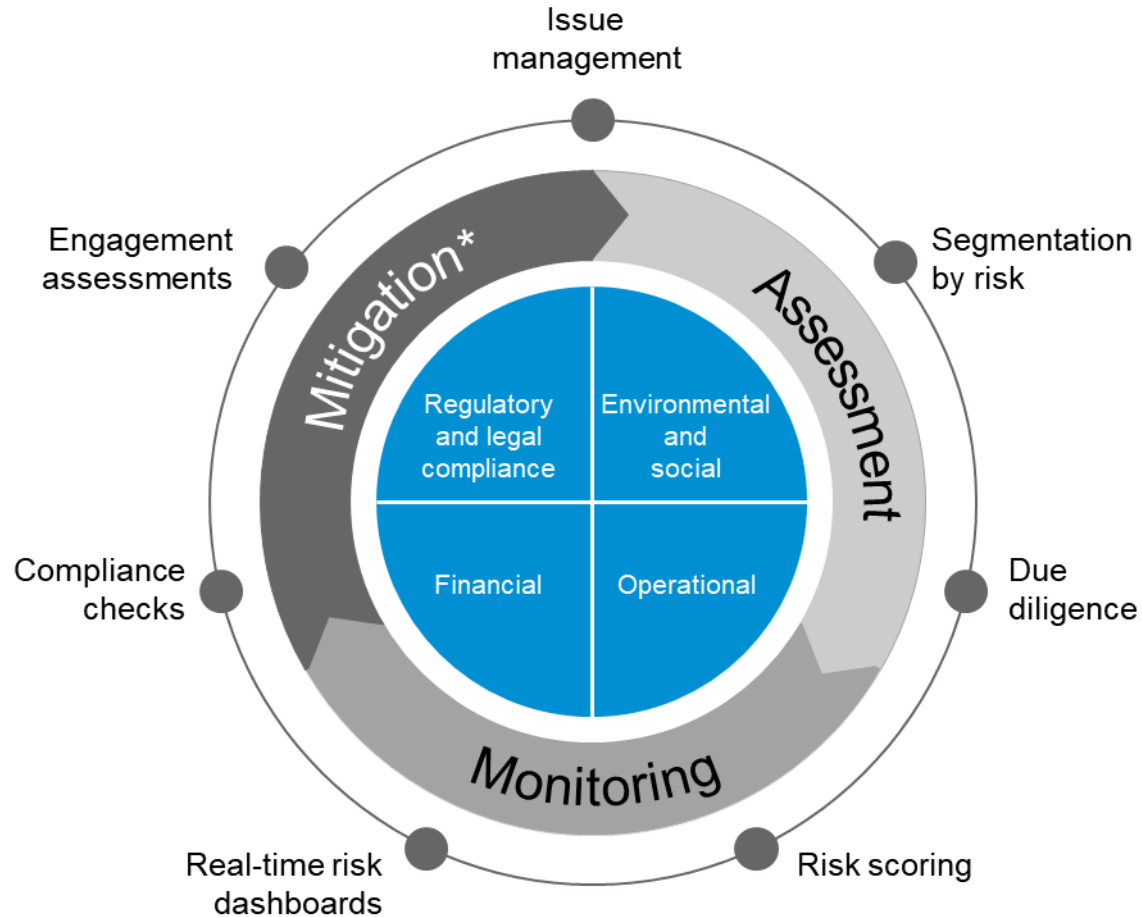 Issue
management
Engagement
assessments
Segmentation
by risk
Mitigation*
Assessment
Regulatory
and legal
compliance
Environmental
and
social
Financial
Operational
Compliance
checks
Due
diligence
Monitoring
Real-time risk
dashboards
Risk scoring